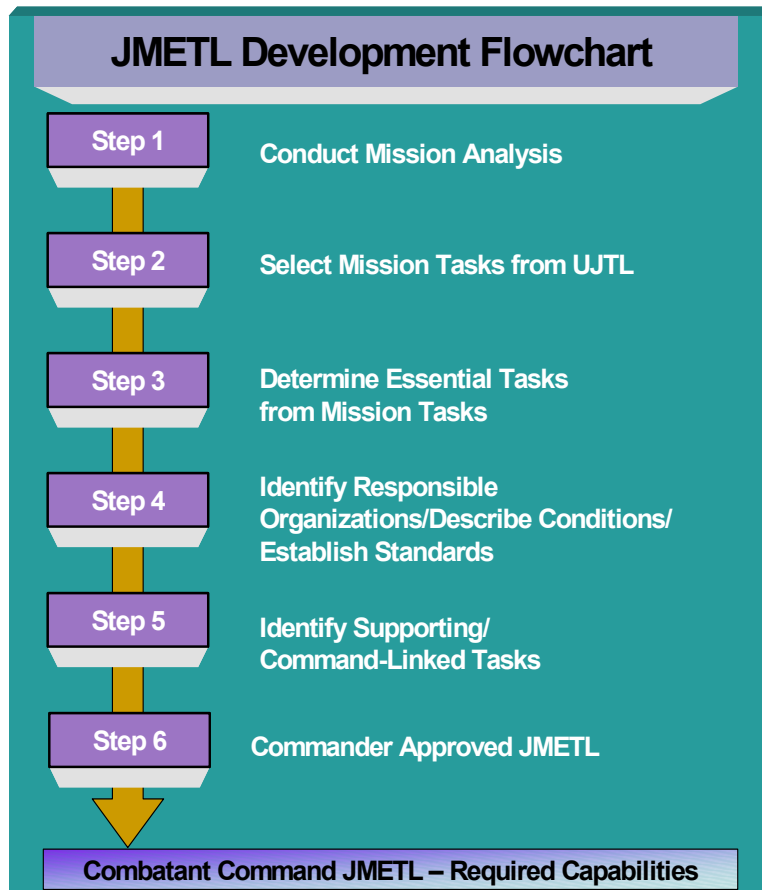 JMETL Development Flowchart
Step 1
Conduct Mission Analysis
Step 2
Select Mission Tasks from UJTL
Step 3
Determine Essential Tasks
from Mission Tasks
Step 4
Identify Responsible
Organizations/Describe Conditions/
Establish Standards
Step 5
Identify Supporting/
Command-Linked Tasks
Step 6
Commander Approved JMETL
Combatant Command JMETL – Required Capabilities